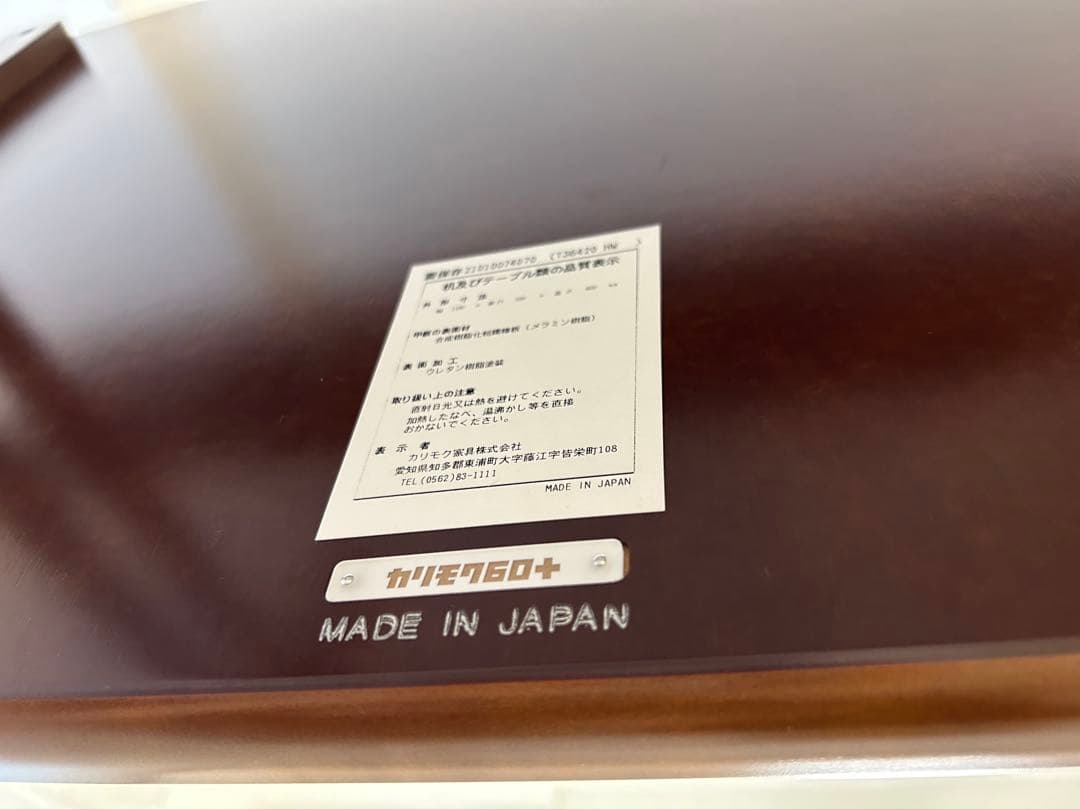 机及びテーブル類の品質表示
外形寸法
甲板の表面材
合成樹脂化粧繊維板(メラミン樹脂)
表面加工
ウレタン樹脂塗装
取り扱い上の注意
直射日光又は熱を避けてください。
加熱したなべ、湯沸かし等を直接
おかないでください。
表示者
カリモク家具株式会社
愛知県知多郡東浦町大字藤江字皆栄町108
TEL(0562)83-1111
MADE IN JAPAN
カリモク60+
MADE IN JAPAN